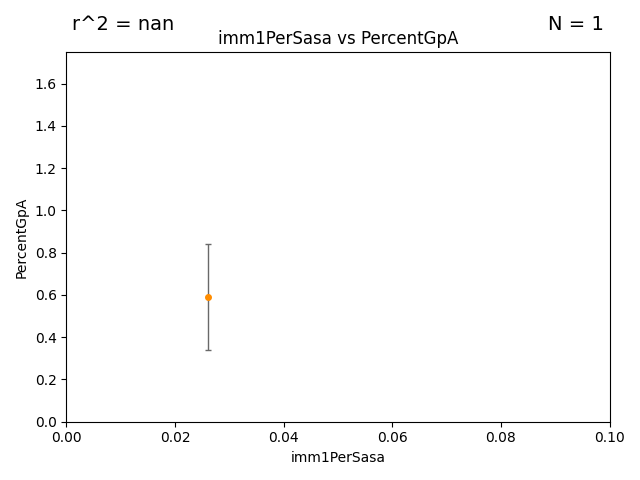 r^2 = nan
N = 1
imm1PerSasa vs PercentGpA
1.6
1.4
1.2
1.0
0.8
0.6
0.4
0.2
0.0
PercentGpA
0.00 0.02 0.04 0.06 0.08 0.10
imm1PerSasa